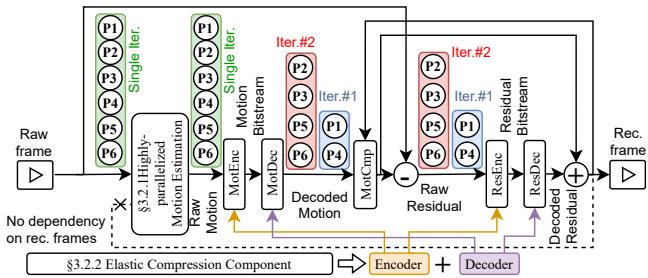 P1
P2
P3
P4
P5
P6
Single Iter.
P1
P2
P3
P4
P5
P6
Single Iter.
Iter.#2
P2
P3
P5
P6
Iter.#1
P1
P4
Iter.#2
P2
P3
P5
P6
Iter.#1
P1
P4
Motion
Bitstream
Residual
Bitstream
Raw
frame
§3.2.1Highly-
parallelized
Motion Estimation
Raw
Motion
MotEnc
MotDec
Decoded
Motion
MotCmp
-
Raw
Residual
ResEnc
ResDec
Decoded
Residual
+
Rec.
frame
No dependency
on rec. frames
§3.2.2 Elastic Compression Component
Encoder
+
Decoder